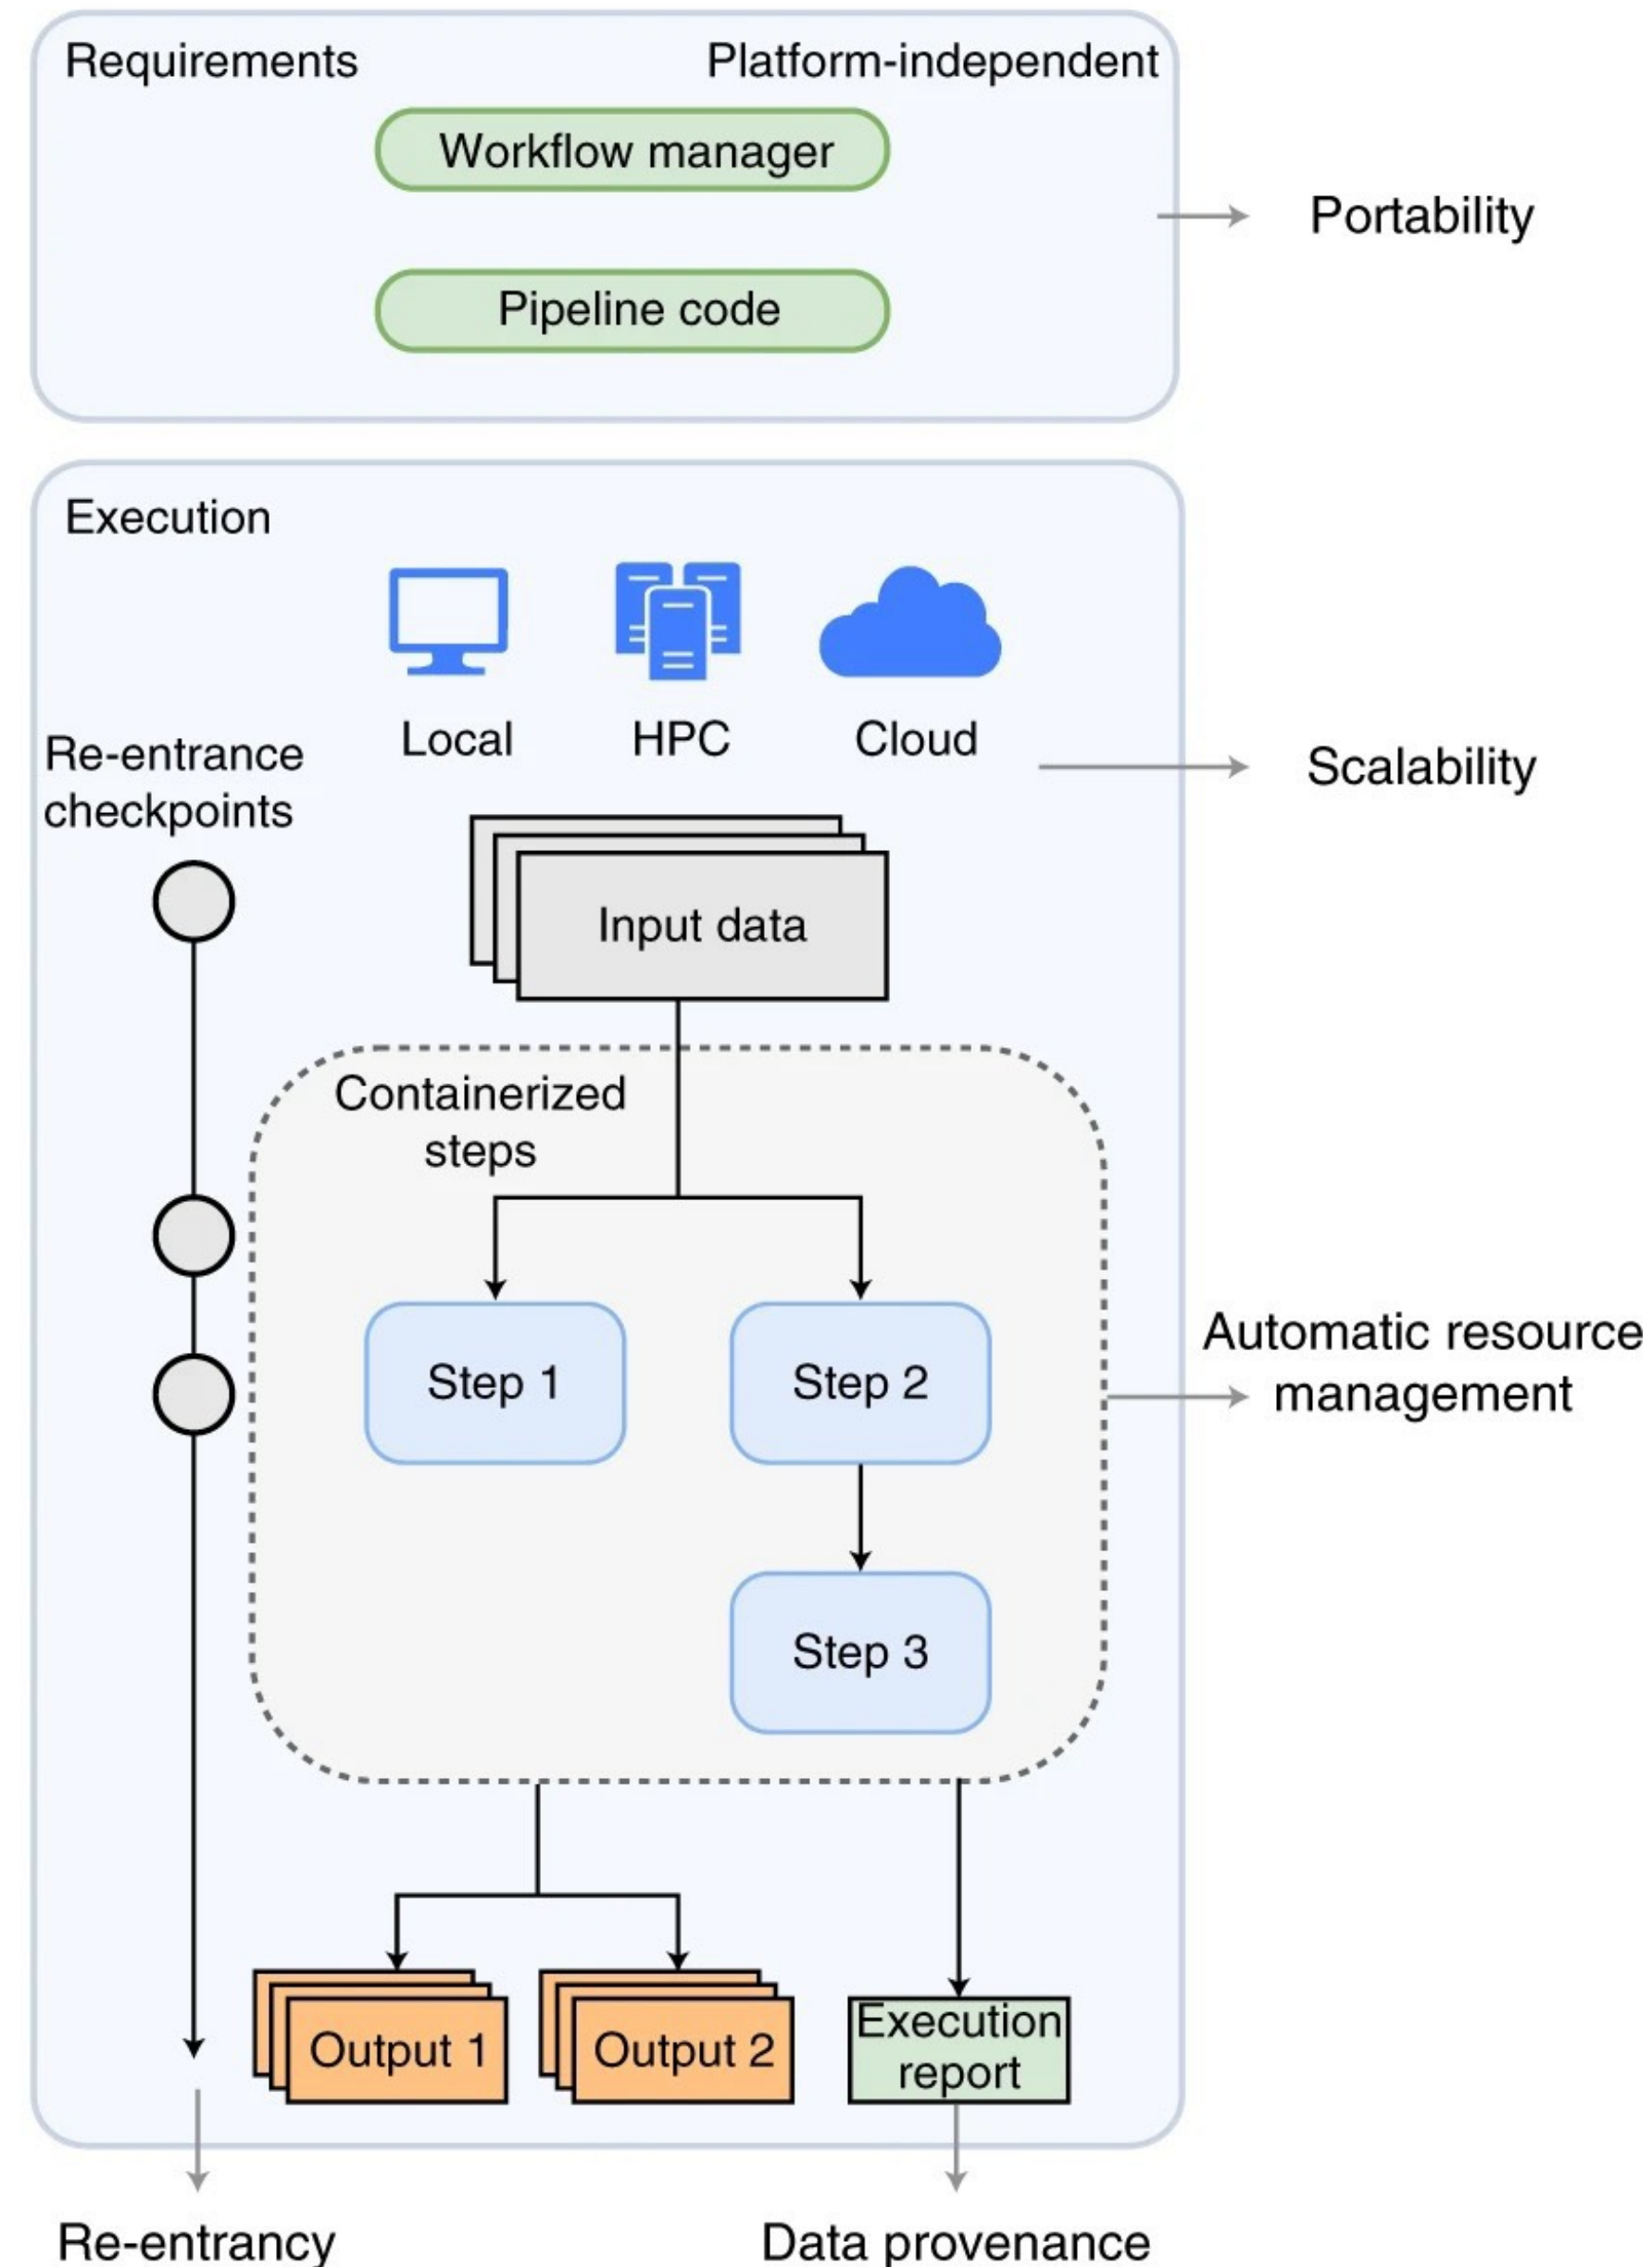 Requirements
Platform-independent
Workflow manager
Portability
Pipeline code
Execution
Local
HPC
Cloud
Re-entrance
checkpoints
Scalability
Input data
Containerized
steps
Step 1
Step 2
Automatic resource
management
Step 3
Output 1
Output 2
Execution
report
Re-entrancy
Data provenance